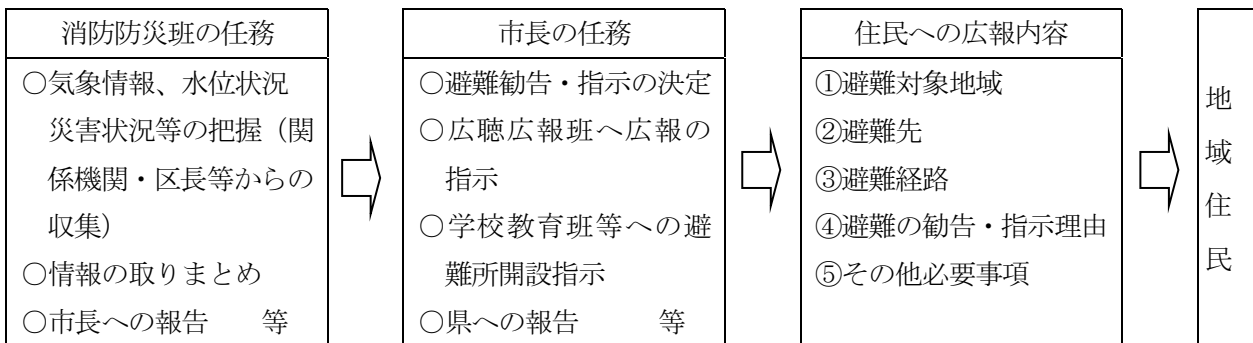 消防防災班の任務
○気象情報、水位状況
災害状況等の把握（関
係機関・区長等からの
収集）
○情報の取りまとめ
○市長への報告　　等
市長の任務
○避難勧告・指示の決定
○広聴広報班へ広報の
指示
○学校教育班等への避
難所開設指示
○県への報告　　　等
住民への広報内容
①避難対象地域
②避難先
③避難経路
④避難の勧告・指示理由
⑤その他必要事項
地域住民